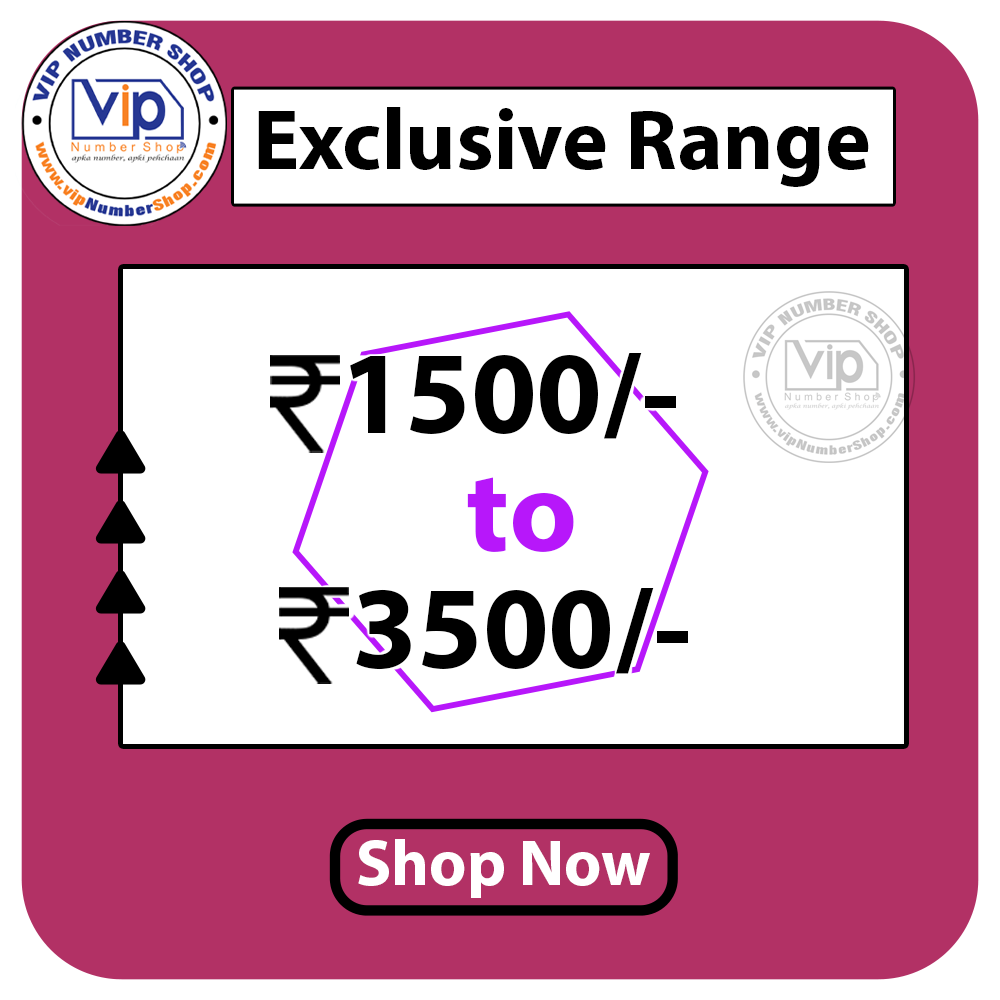 VIP NUMBER SHOP
Vip
Number Shop
apka number, apki pehchaan
www.vipNumberShop.com
Exclusive Range
VIP NUMBER SHOP
Vip
Number Shop
apka number, apki pehchaan
www.vipNumberShop.com
₹1500/-
to
₹3500/-
Shop Now